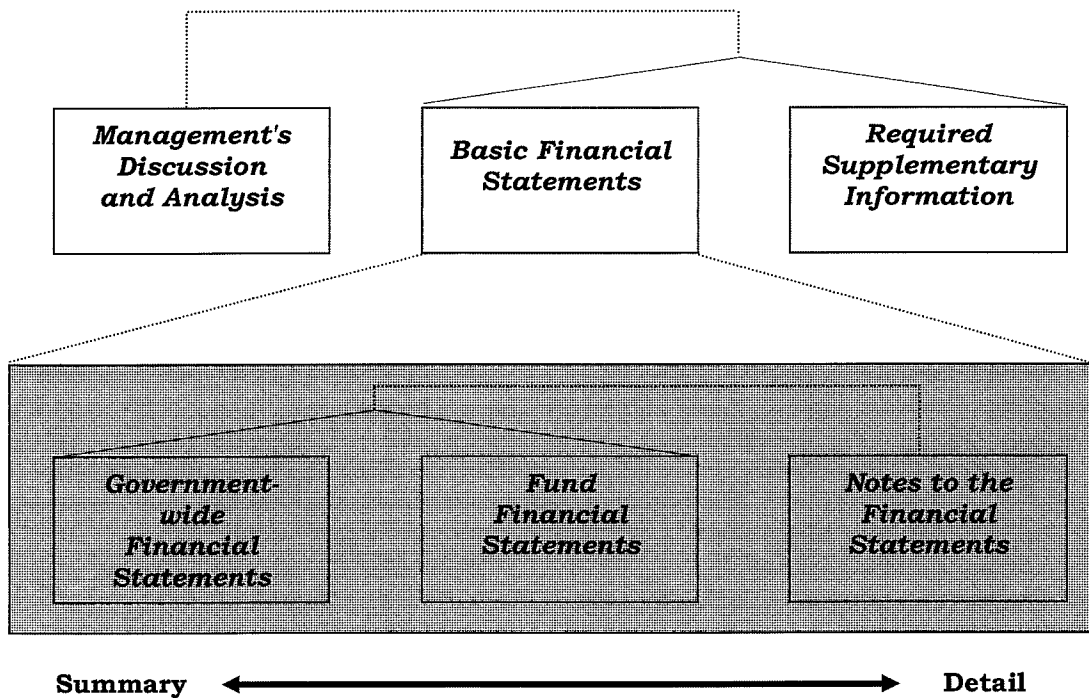 Management's
Discussion
and Analysis
Basic Financial
Statements
Required
Supplementary
Information
Government-
wide
Financial
Statements
Fund
Financial
Statements
Notes to the
Financial
Statements
Summary
Detail